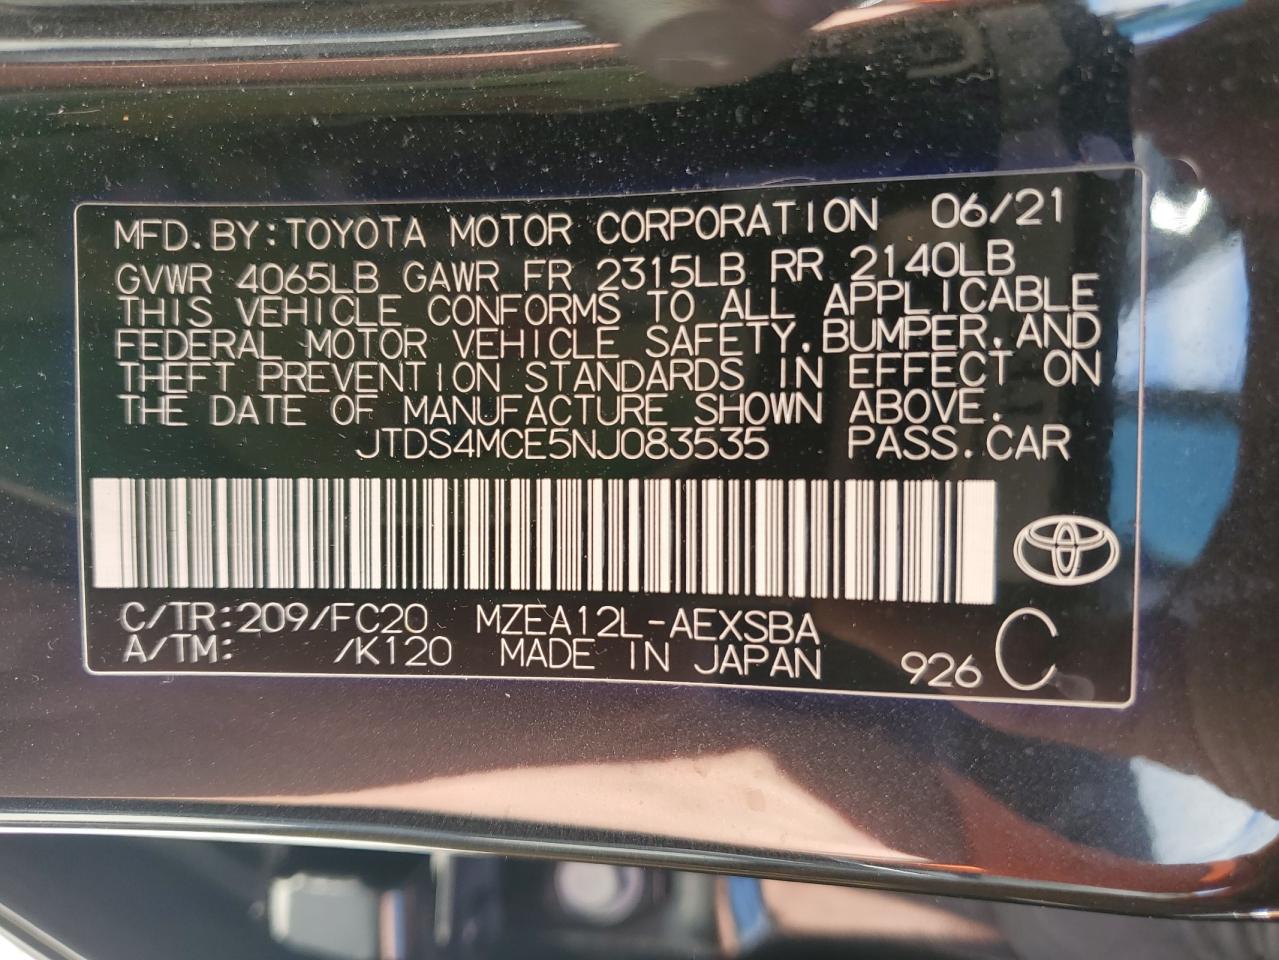 MFD.BY:TOYOTA MOTOR CORPORATION 06/21
GVWR 4065LB GAWR FR 2315LB RR 2140LB
THIS VEHICLE CONFORMS TO ALL APPLICABLE
FEDERAL MOTOR VEHICLE SAFETY,BUMPER,AND
THEFT PREVENTION STANDARDS IN EFFECT ON
THE DATE OF MANUFACTURE SHOWN ABOVE.
JTDS4MCE5NJ083535 PASS.CAR
C/TR:209/FC20 MZEA12L-AEXSBA
A/TM: /K120 MADE IN JAPAN 926 C